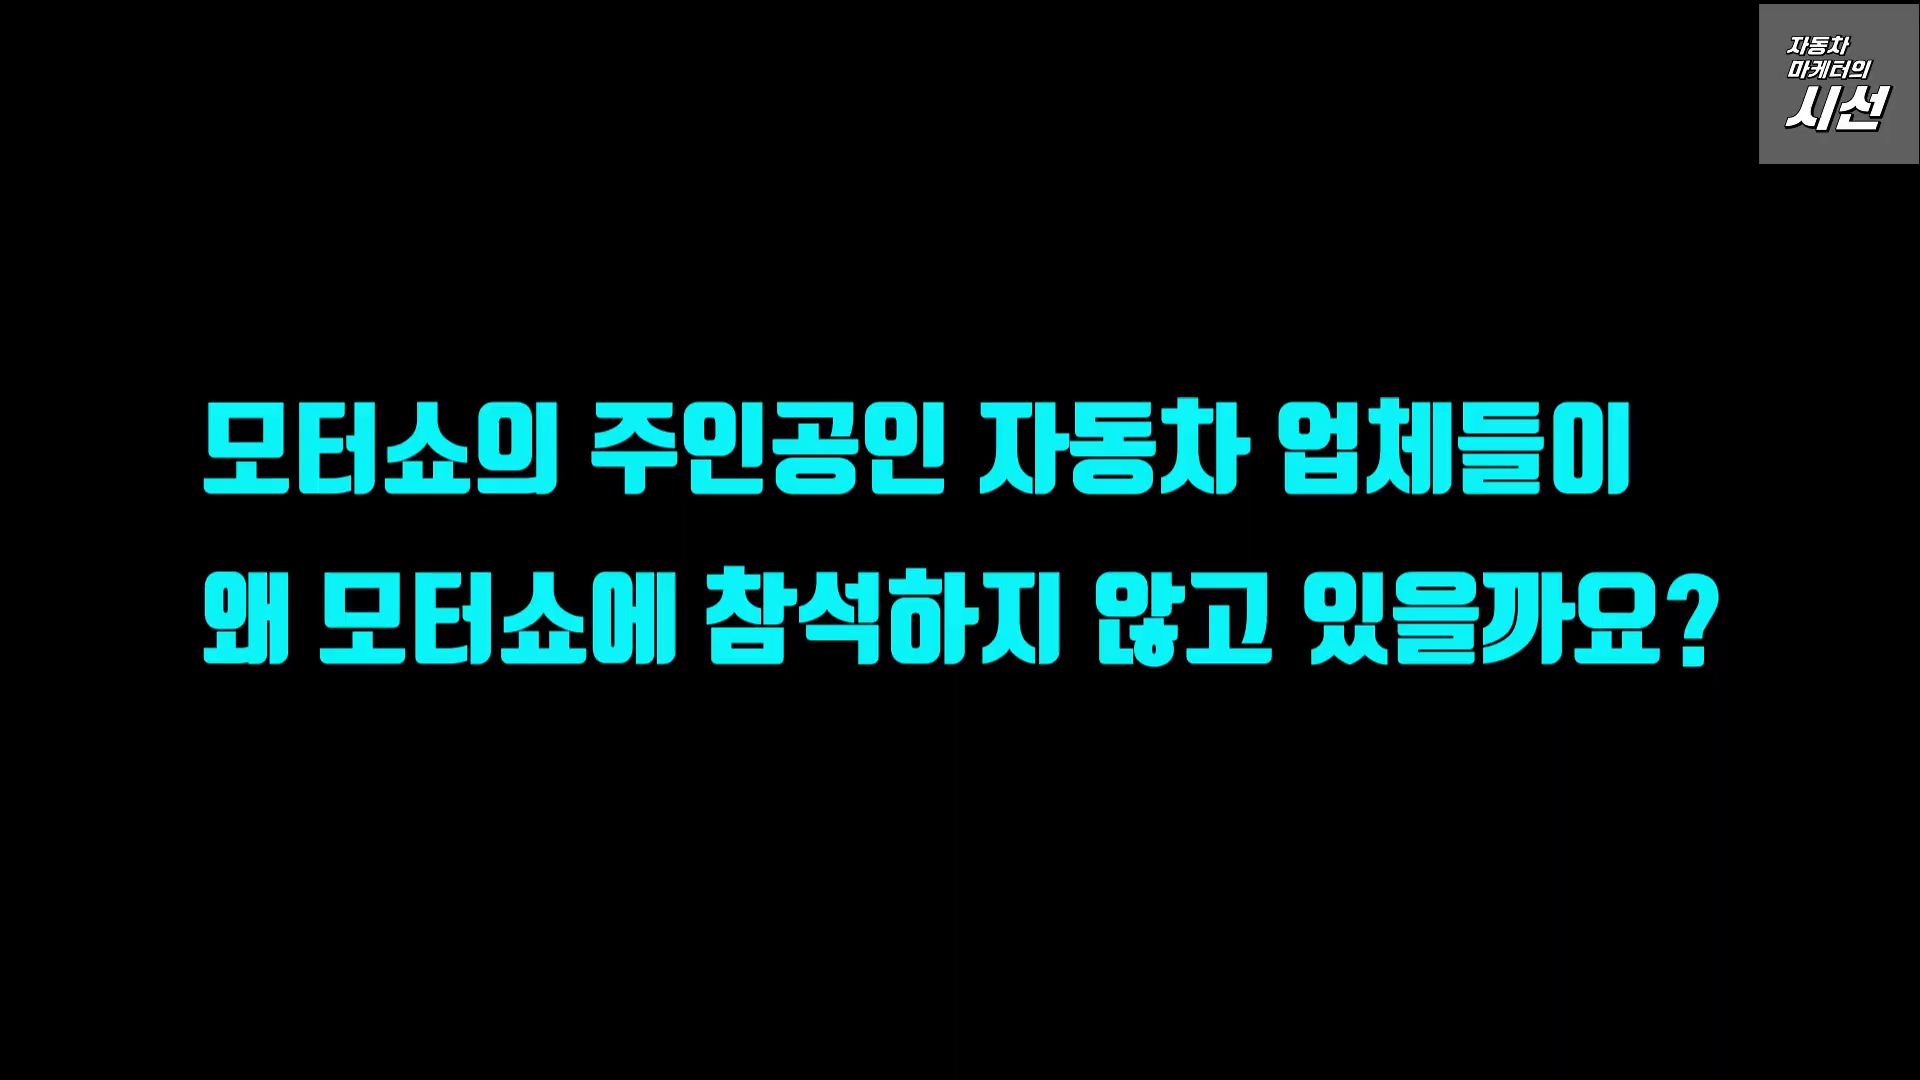 자동차
마케터의
시선
모터쇼의 주인공인 자동차 업체들이
왜 모터쇼에 참석하지 않고 있을까요?